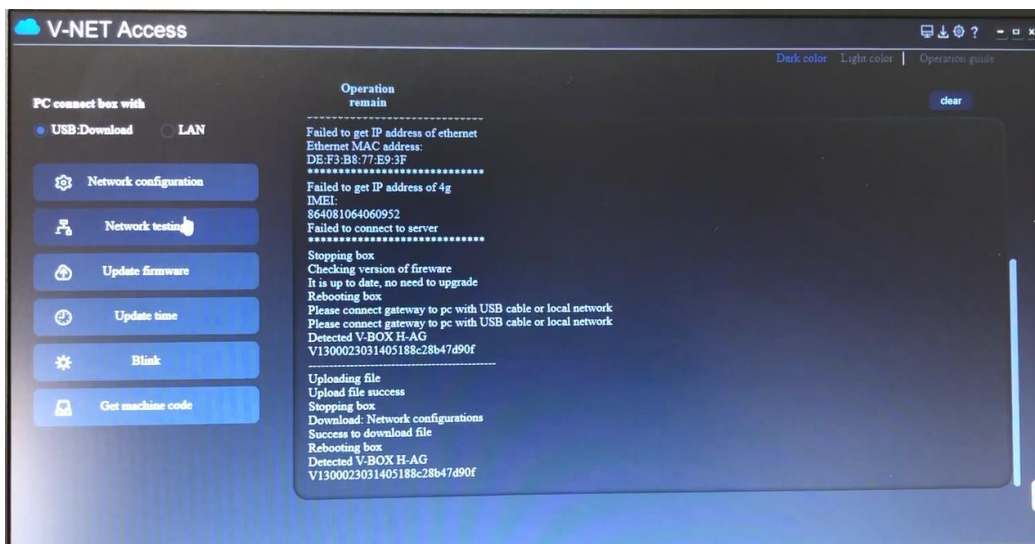 V-NET Access
?
Dark color Light color | Operation guide
PC connect box with
USB:Download LAN
Network configuration
Network testing
Update firmware
Update time
Blink
Get machine code
Operation
remain
clear
------------------------------
Failed to get IP address of ethernet
Ethernet MAC address:
DE:F3:B8:77:E9:3F
******************************
Failed to get IP address of 4g
IMEI:
864081064060952
Failed to connect to server
******************************
Stopping box
Checking version of fireware
It is up to date, no need to upgrade
Rebooting box
Please connect gateway to pc with USB cable or local network
Please connect gateway to pc with USB cable or local network
Detected V-BOX H-AG
V1300023031405188c28b47d90f
----------------------------------------------
Uploading file
Upload file success
Stopping box
Download: Network configurations
Success to download file
Rebooting box
Detected V-BOX H-AG
V1300023031405188c28b47d90f